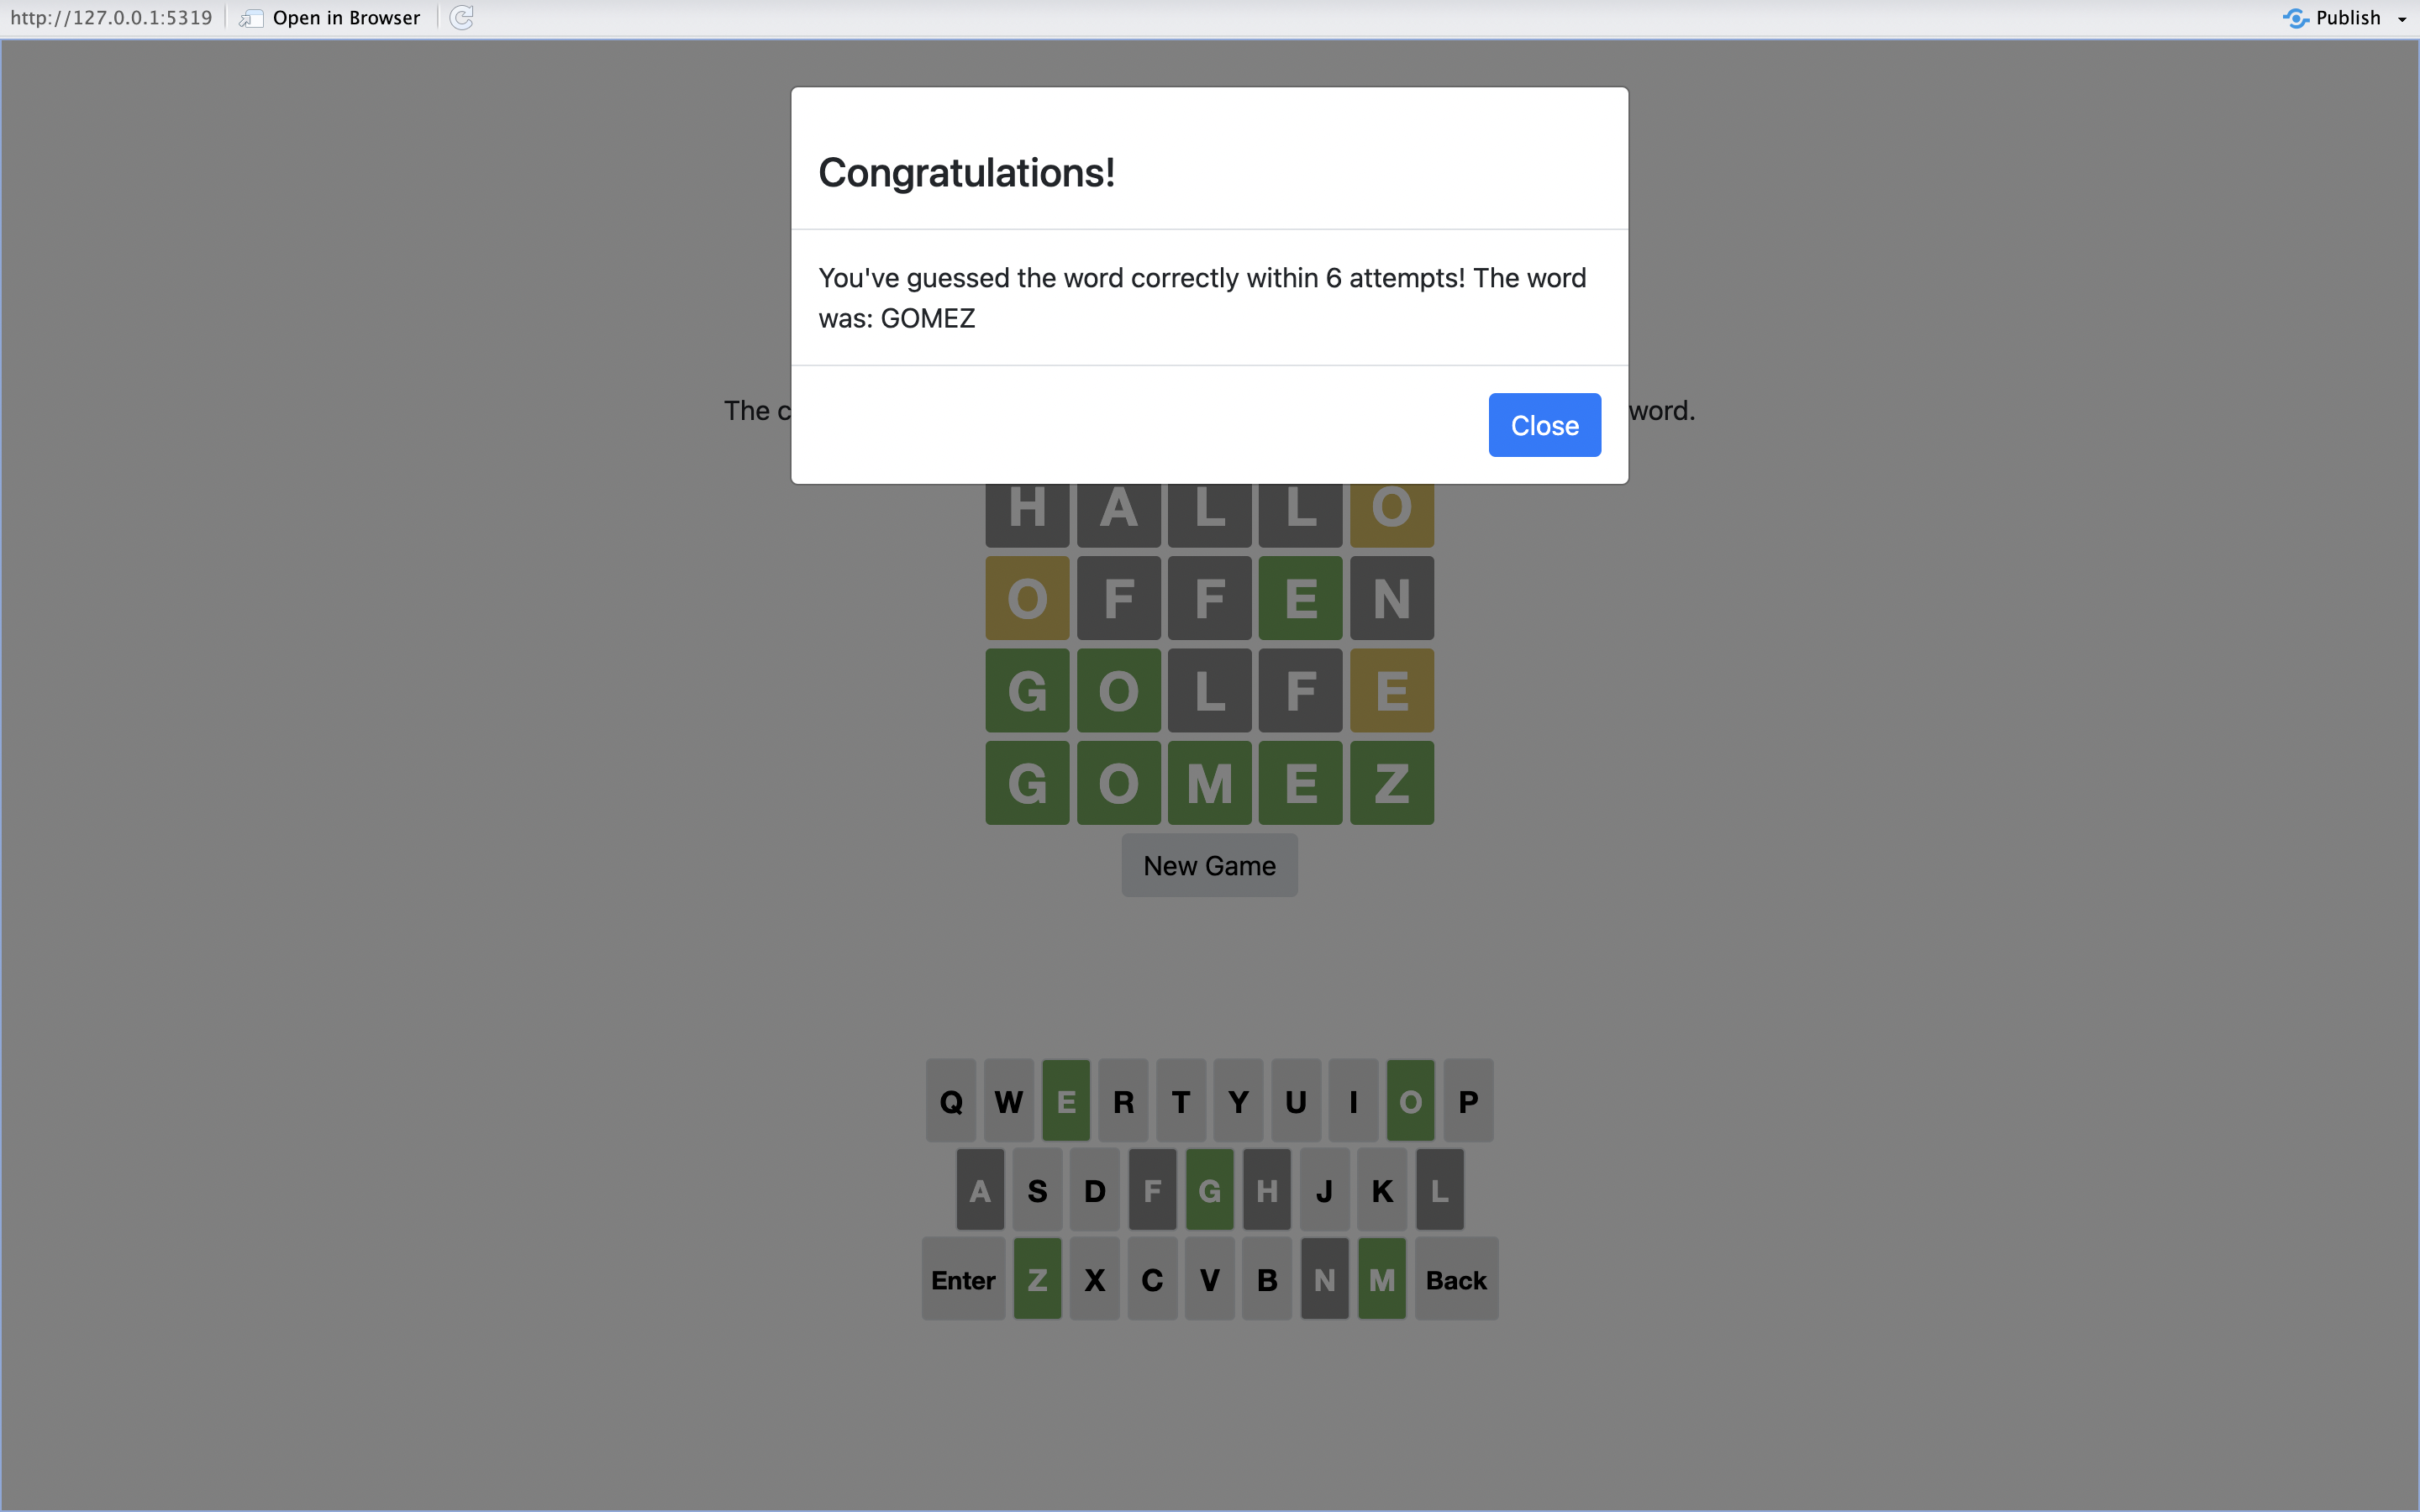 http://127.0.0.1:5319 Open in Browser Publish
Congratulations!
You've guessed the word correctly within 6 attempts! The word
was: GOMEZ
Close
The word.
H A L L O
O F F E N
G O L F E
G O M E Z
New Game
Q W E R T Y U I O P
A S D F G H J K L
Enter Z X C V B N M Back